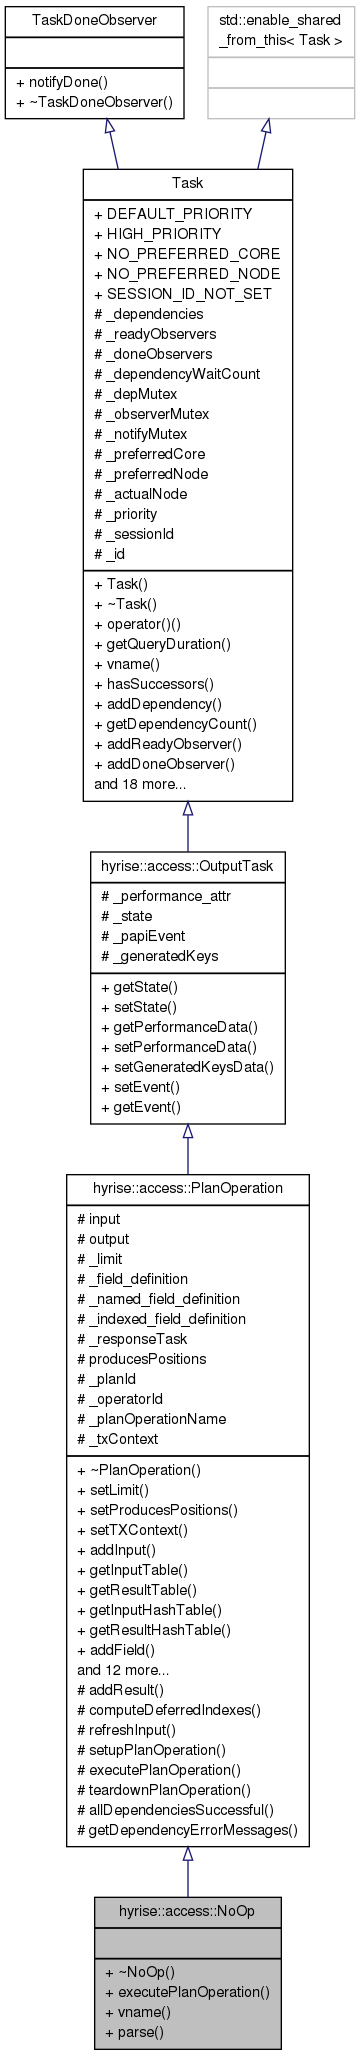 TaskDoneObserver
+ notifyDone()
+ ~TaskDoneObserver()
std::enable_shared
_from_this< Task >
Task
+ DEFAULT_PRIORITY
+ HIGH_PRIORITY
+ NO_PREFERRED_CORE
+ NO_PREFERRED_NODE
+ SESSION_ID_NOT_SET
# _dependencies
# _readyObservers
# _doneObservers
# _dependencyWaitCount
# _depMutex
# _observerMutex
# _notifyMutex
# _preferredCore
# _preferredNode
# _actualNode
# _priority
# _sessionId
# _id
+ Task()
+ ~Task()
+ operator()()
+ getQueryDuration()
+ vname()
+ hasSuccessors()
+ addDependency()
+ getDependencyCount()
+ addReadyObserver()
+ addDoneObserver()
and 18 more...
hyrise::access::OutputTask
# _performance_attr
# _state
# _papiEvent
# _generatedKeys
+ getState()
+ setState()
+ getPerformanceData()
+ setPerformanceData()
+ setGeneratedKeysData()
+ setEvent()
+ getEvent()
hyrise::access::PlanOperation
# input
# output
# _limit
# _field_definition
# _named_field_definition
# _indexed_field_definition
# _responseTask
# producesPositions
# _planId
# _operatorId
# _planOperationName
# _txContext
+ ~PlanOperation()
+ setLimit()
+ setProducesPositions()
+ setTXContext()
+ addInput()
+ getInputTable()
+ getResultTable()
+ getInputHashTable()
+ getResultHashTable()
+ addField()
and 12 more...
# addResult()
# computeDeferredIndexes()
# refreshInput()
# setupPlanOperation()
# executePlanOperation()
# teardownPlanOperation()
# allDependenciesSuccessful()
# getDependencyErrorMessages()
hyrise::access::NoOp
+ ~NoOp()
+ executePlanOperation()
+ vname()
+ parse()